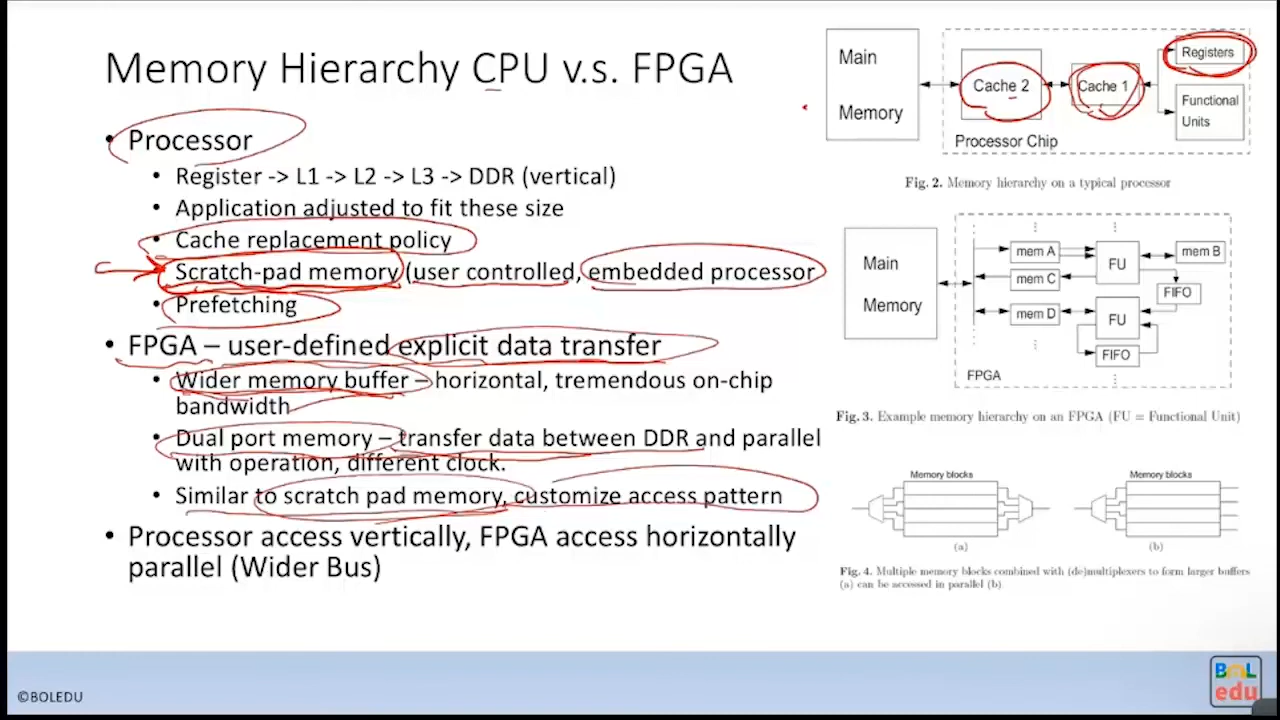 Memory Hierarchy CPU v.s. FPGA
• Processor
• Register -> L1 -> L2 -> L3 -> DDR (vertical)
• Application adjusted to fit these size
• Cache replacement policy
• Scratch-pad memory (user controlled, embedded processor
• Prefetching
• FPGA – user-defined explicit data transfer
• Wider memory buffer – horizontal, tremendous on-chip
bandwidth
• Dual port memory – transfer data between DDR and parallel
with operation, different clock.
• Similar to scratch pad memory, customize access pattern
• Processor access vertically, FPGA access horizontally
parallel (Wider Bus)
Main
Memory
Cache 2
Cache 1
Registers
Functional
Units
Processor Chip
Fig. 2. Memory hierarchy on a typical processor
Main
Memory
mem A
FU
mem B
mem C
FIFO
mem D
FU
FIFO
FPGA
Fig. 3. Example memory hierarchy on an FPGA (FU = Functional Unit)
Memory blocks
Memory blocks
(a)
(b)
Fig. 4. Multiple memory blocks combined with (de)multiplexers to form larger buffers
(a) can be accessed in parallel (b).
©BOLEDU
BOL
edu